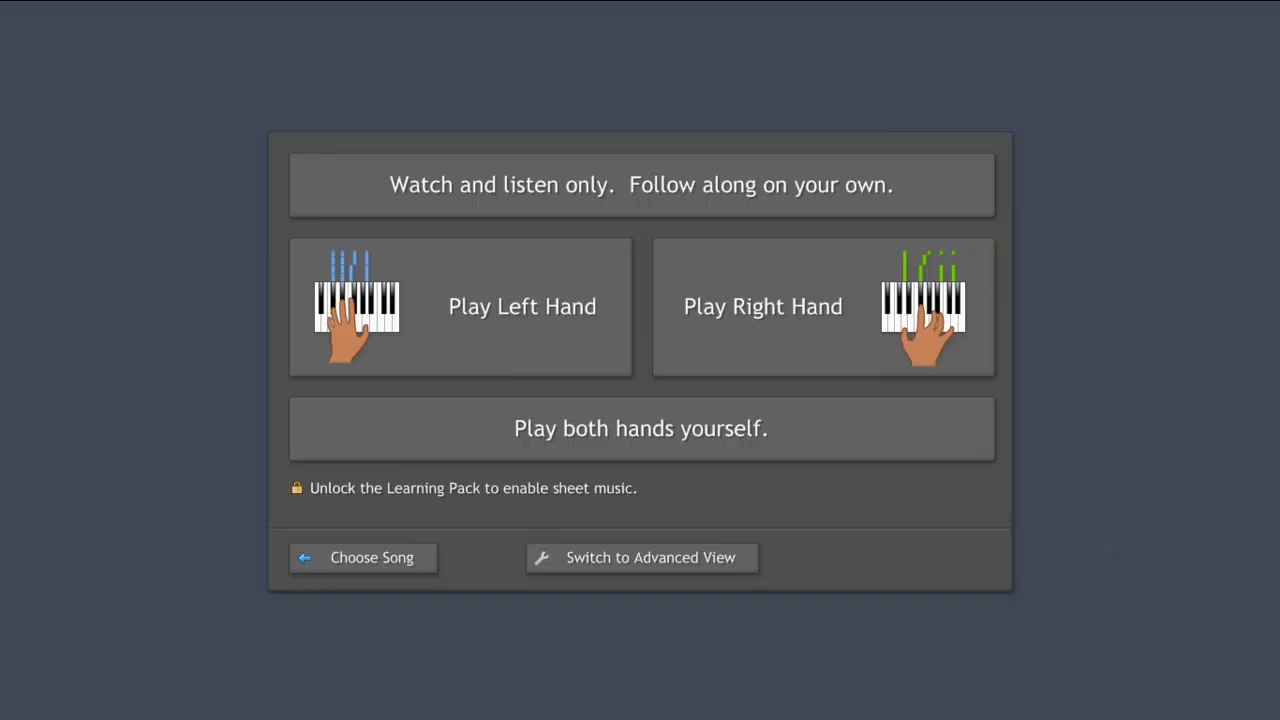 Watch and listen only.  Follow along on your own.
Play Left Hand
Play Right Hand
Play both hands yourself.
Unlock the Learning Pack to enable sheet music.
Choose Song
Switch to Advanced View